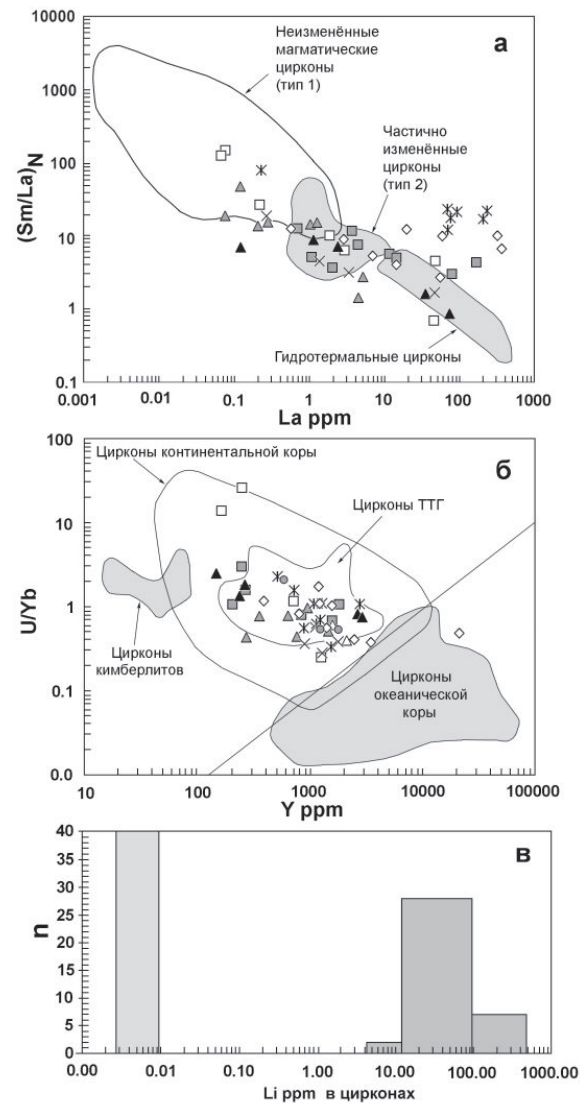 а
10000
1000
100
10
1
0.1
(Sm/La)N
Неизменённые
магматические
цирконы
(тип 1)
Частично
изменённые
цирконы
(тип 2)
Гидротермальные цирконы
0.001
0.01
0.1
1
10
100
1000
La ppm
б
100
10
1
0.1
0.0
U/Yb
Цирконы континентальной коры
Цирконы ТТГ
Цирконы
кимберлитов
Цирконы
океанической
коры
10
100
1000
10000
100000
Y ppm
в
40
35
30
25
20
15
10
5
0
n
0.00
0.01
0.10
1.00
10.00
100.00
1000.00
Li ppm в цирконах